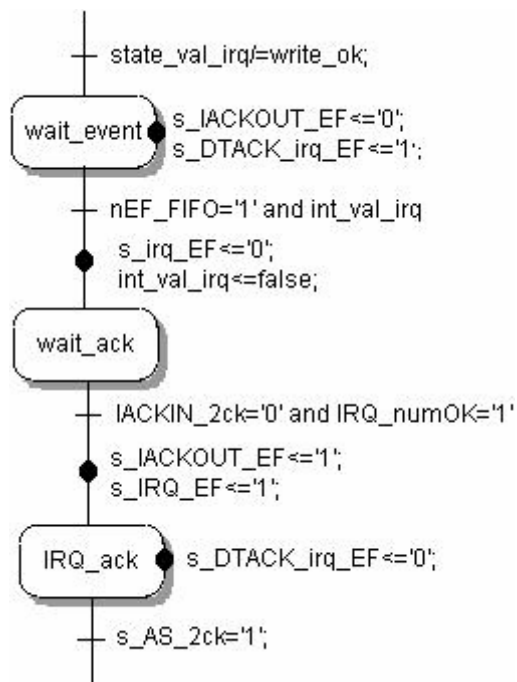 state_val_irq/=write_ok;
wait_event
s_IACKOUT_EF<='0';
s_DTACK_irq_EF<='1';
nEF_FIFO='1' and int_val_irq
s_irq_EF<='0';
int_val_irq<=false;
wait_ack
IACKIN_2ck='0' and IRQ_numOK='1'
s_IACKOUT_EF<='1';
s_IRQ_EF<='1';
IRQ_ack
s_DTACK_irq_EF<='0';
s_AS_2ck='1';